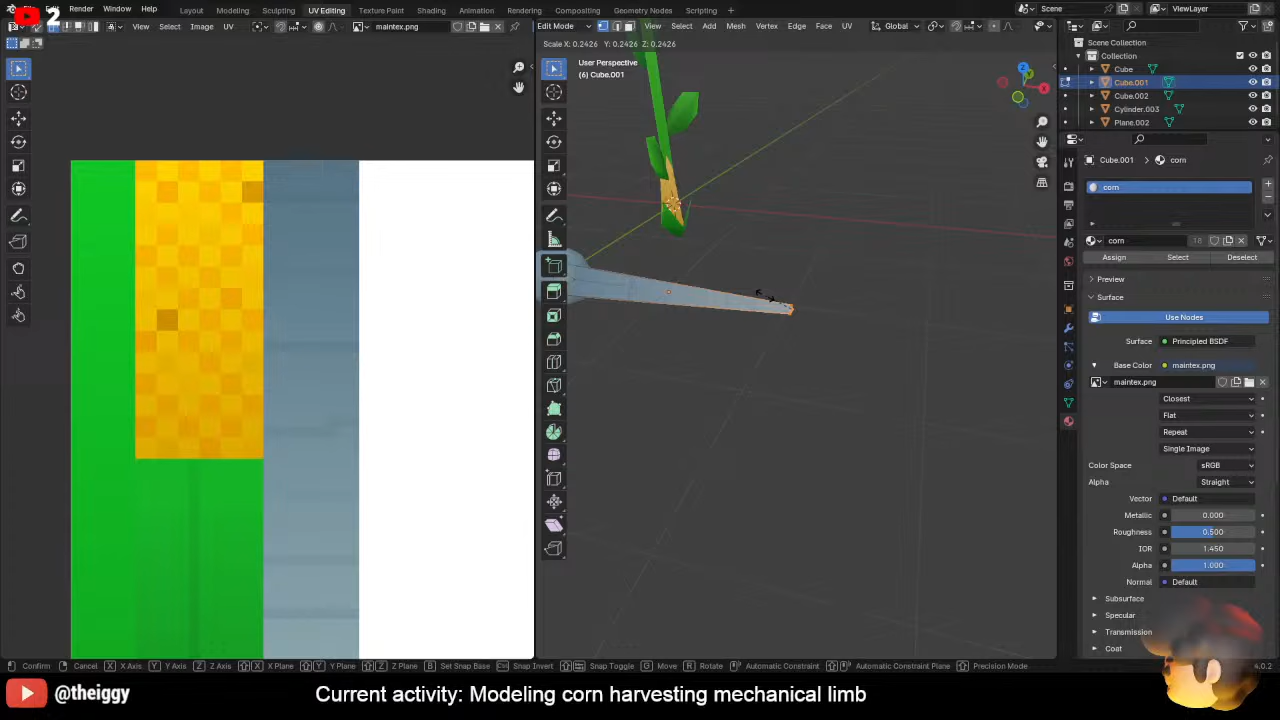 2
Edit Render Window Help
Layout Modeling Sculpting UV Editing Texture Paint Shading Animation Rendering Compositing Geometry Nodes Scripting
Scene
ViewLayer
View Select Image UV
maintex.png
Edit Mode
View Select Add Mesh Vertex Edge Face UV
Global
Scale X: 0.2426 Y: 0.2426 Z: 0.2426
User Perspective
(6) Cube.001
Z
X
Y
Scene Collection
Collection
Cube
Cube.001
Cube.002
Cylinder.003
Plane.002
Cube.001
corn
corn
corn
18
Assign
Select
Deselect
Preview
Surface
Use Nodes
Surface
Principled BSDF
Base Color
maintex.png
maintex.png
Closest
Flat
Repeat
Single Image
Color Space
sRGB
Alpha
Straight
Vector
Default
Metallic
0.000
Roughness
0.500
IOR
1.450
Alpha
1.000
Normal
Default
Subsurface
Specular
Transmission
Coat
Confirm Cancel X X Axis Y Y Axis Z Z Axis X X Plane Y Y Plane Z Z Plane B Set Snap Base Snap Invert Snap Toggle G Move R Rotate Automatic Constraint Automatic Constraint Plane Precision Mode
4.0.2
@theiggy
Current activity: Modeling corn harvesting mechanical limb